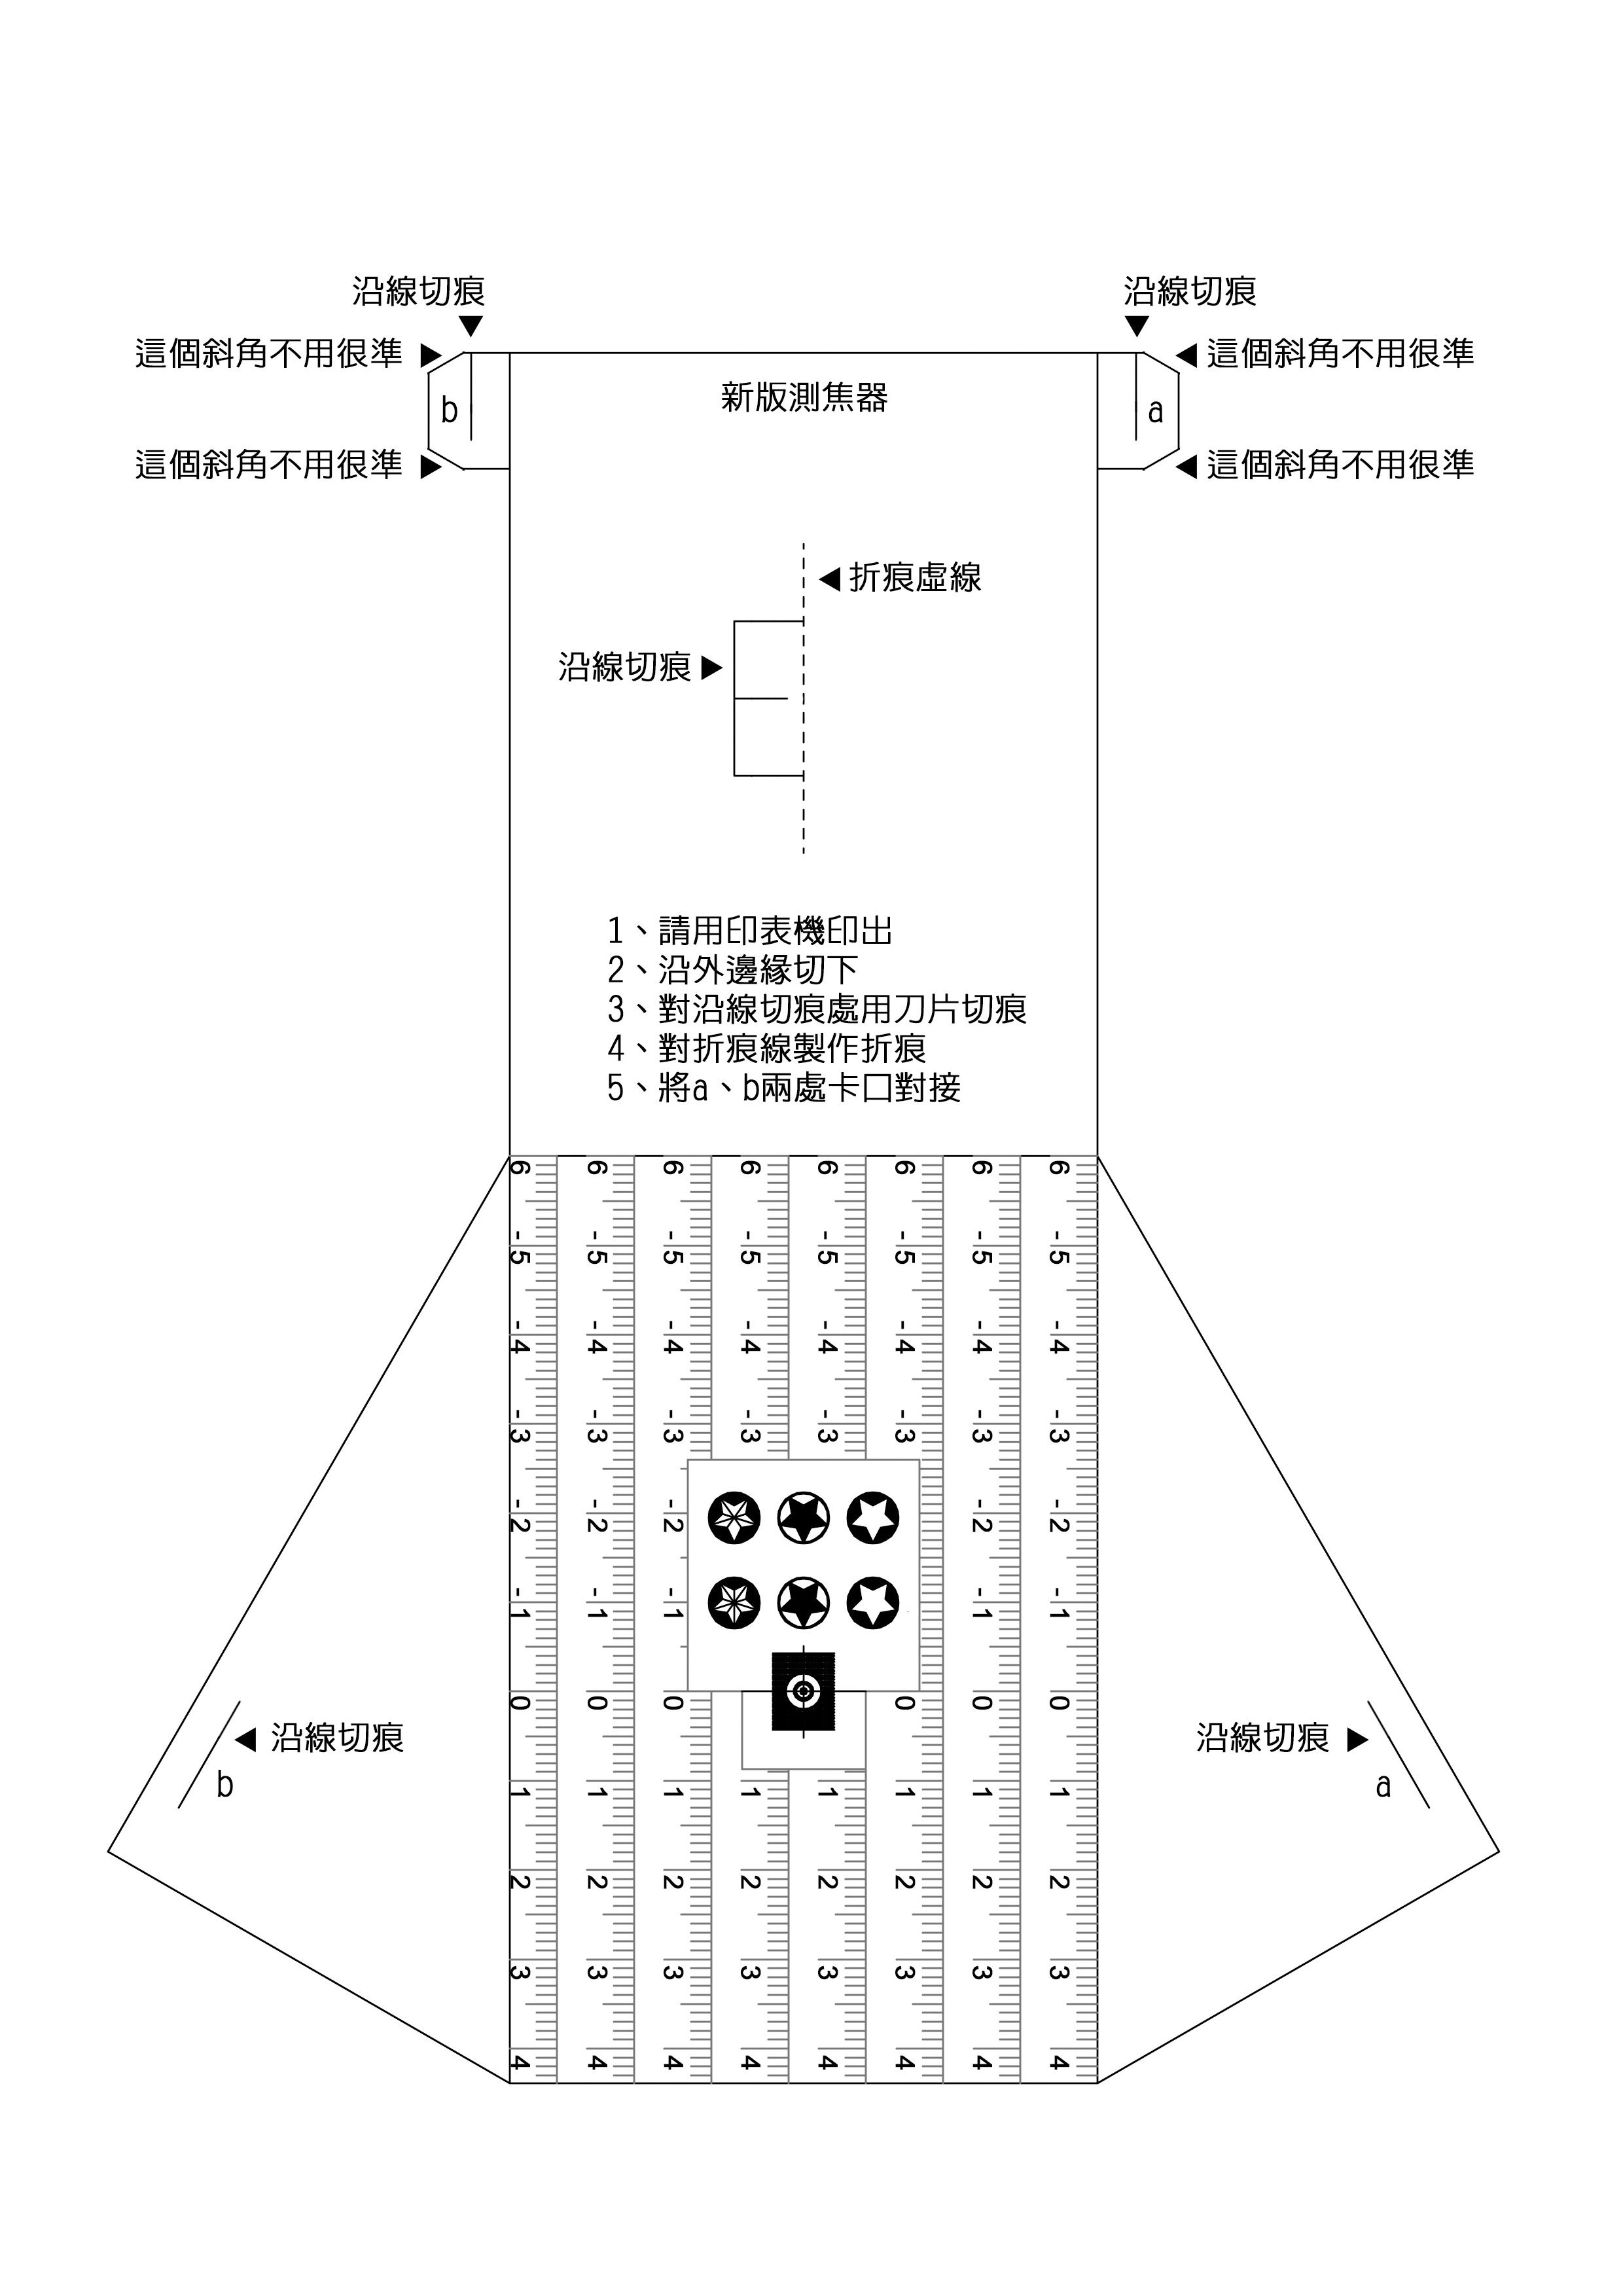 沿線切痕
沿線切痕
這個斜角不用很準
這個斜角不用很準
新版測焦器
b
a
這個斜角不用很準
這個斜角不用很準
折痕虛線
沿線切痕
1、請用印表機印出
2、沿外邊緣切下
3、對沿線切痕處用刀片切痕
4、對折痕線製作折痕
5、將a、b兩處卡口對接
6 6 6 6 6 6 6 6
-5 -5 -5 -5 -5 -5 -5 -5
-4 -4 -4 -4 -4 -4 -4 -4
-3 -3 -3 -3 -3 -3 -3 -3
-2 -2 -2 -2 -2
-1 -1 -1 -1 -1
0 0 0 0 0 0
沿線切痕
沿線切痕
b
a
1 1 1 1 1 1 1 1
2 2 2 2 2 2 2 2
3 3 3 3 3 3 3 3
4 4 4 4 4 4 4 4